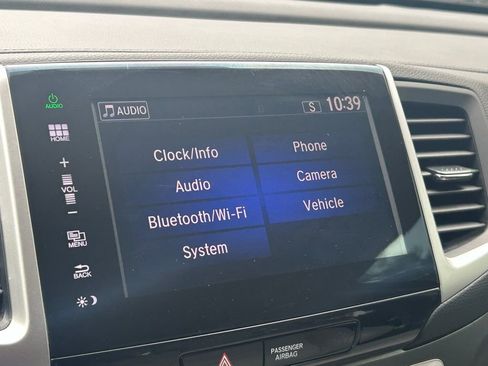 AUDIO
AUDIO
S 10:39
HOME
+
VOL
−
MENU
BACK
Clock/Info
Phone
Audio
Camera
Bluetooth/Wi-Fi
Vehicle
System
PASSENGER
AIRBAG